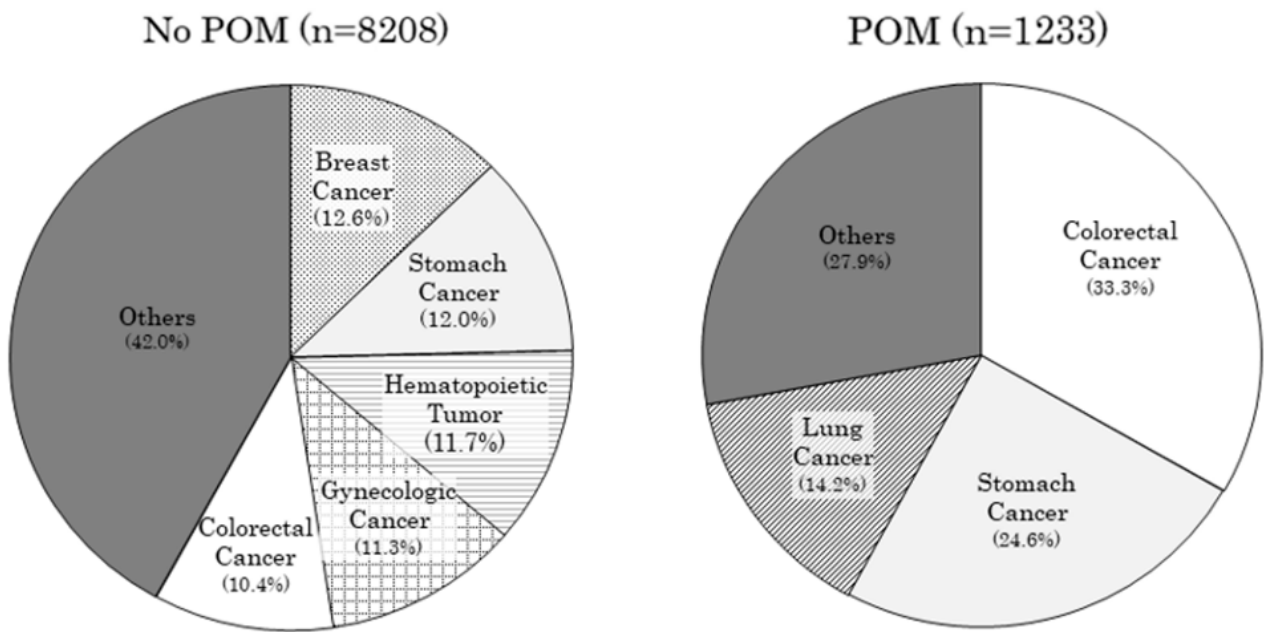 No POM (n=8208)
Breast
Cancer
(12.6%)
Stomach
Cancer
(12.0%)
Hematopoietic
Tumor
(11.7%)
Gynecologic
Cancer
(11.3%)
Colorectal
Cancer
(10.4%)
Others
(42.0%)
POM (n=1233)
Colorectal
Cancer
(33.3%)
Stomach
Cancer
(24.6%)
Lung
Cancer
(14.2%)
Others
(27.9%)